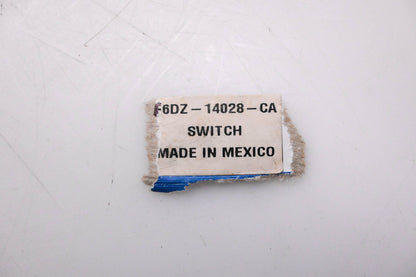 F6DZ-14028-CA
SWITCH
MADE IN MEXICO